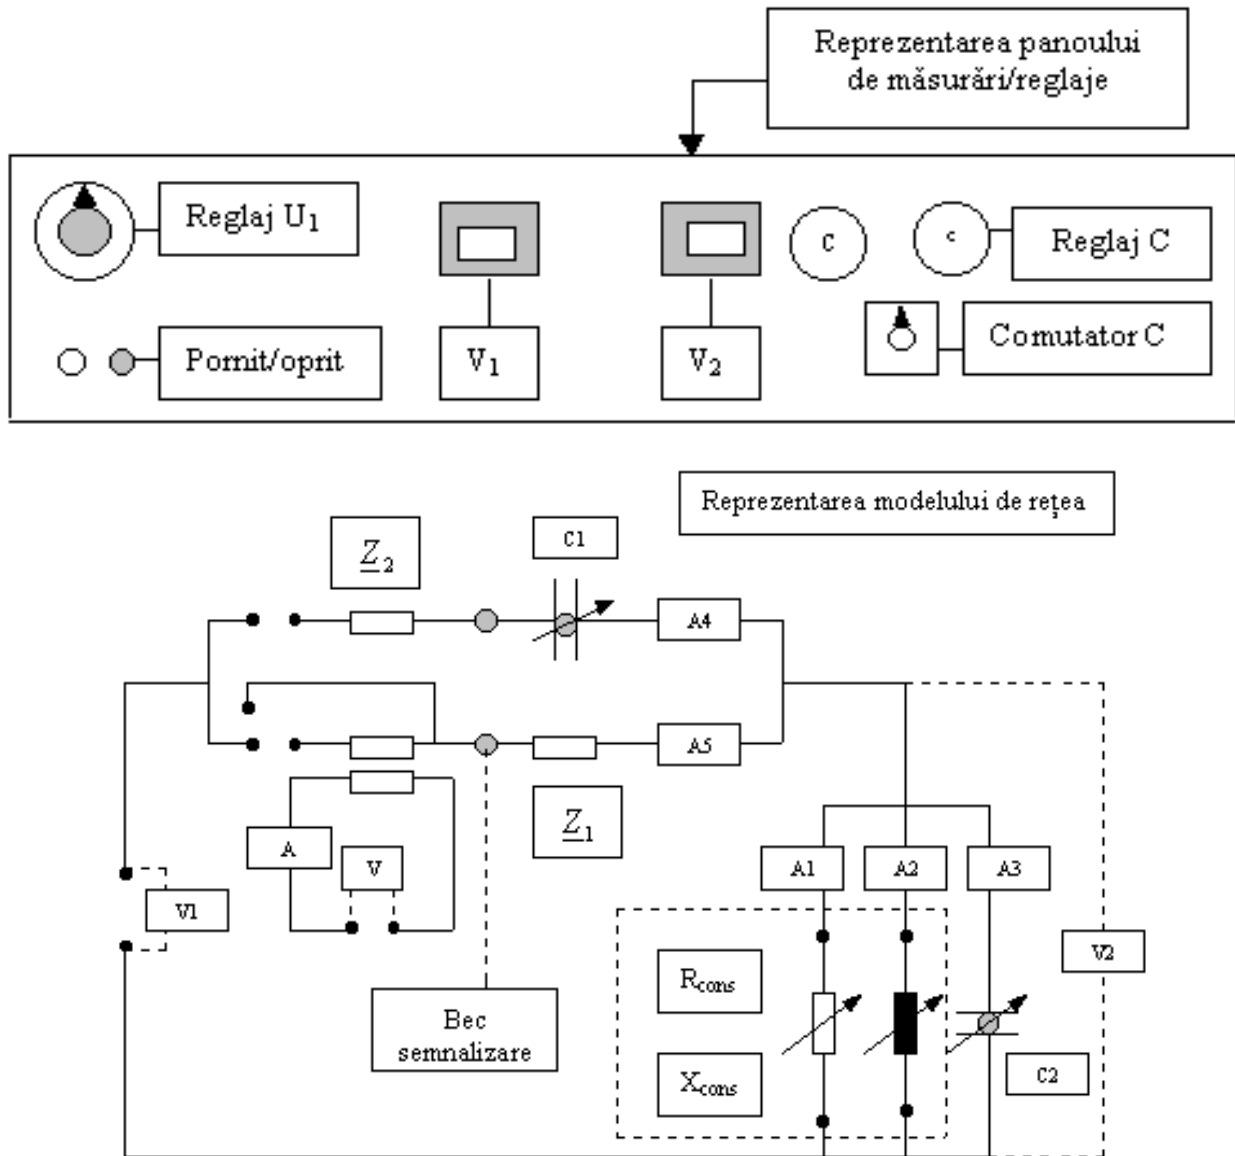 Reprezentarea panoului
de măsurări/reglaje
Reglaj U1
C
c
Reglaj C
Pornit/oprit
V1
V2
Comutator C
Reprezentarea modelului de rețea
Z2
C1
A4
A5
Z1
A
V
V1
A1
A2
A3
V2
Rcons
Xcons
C2
Bec
semnalizare